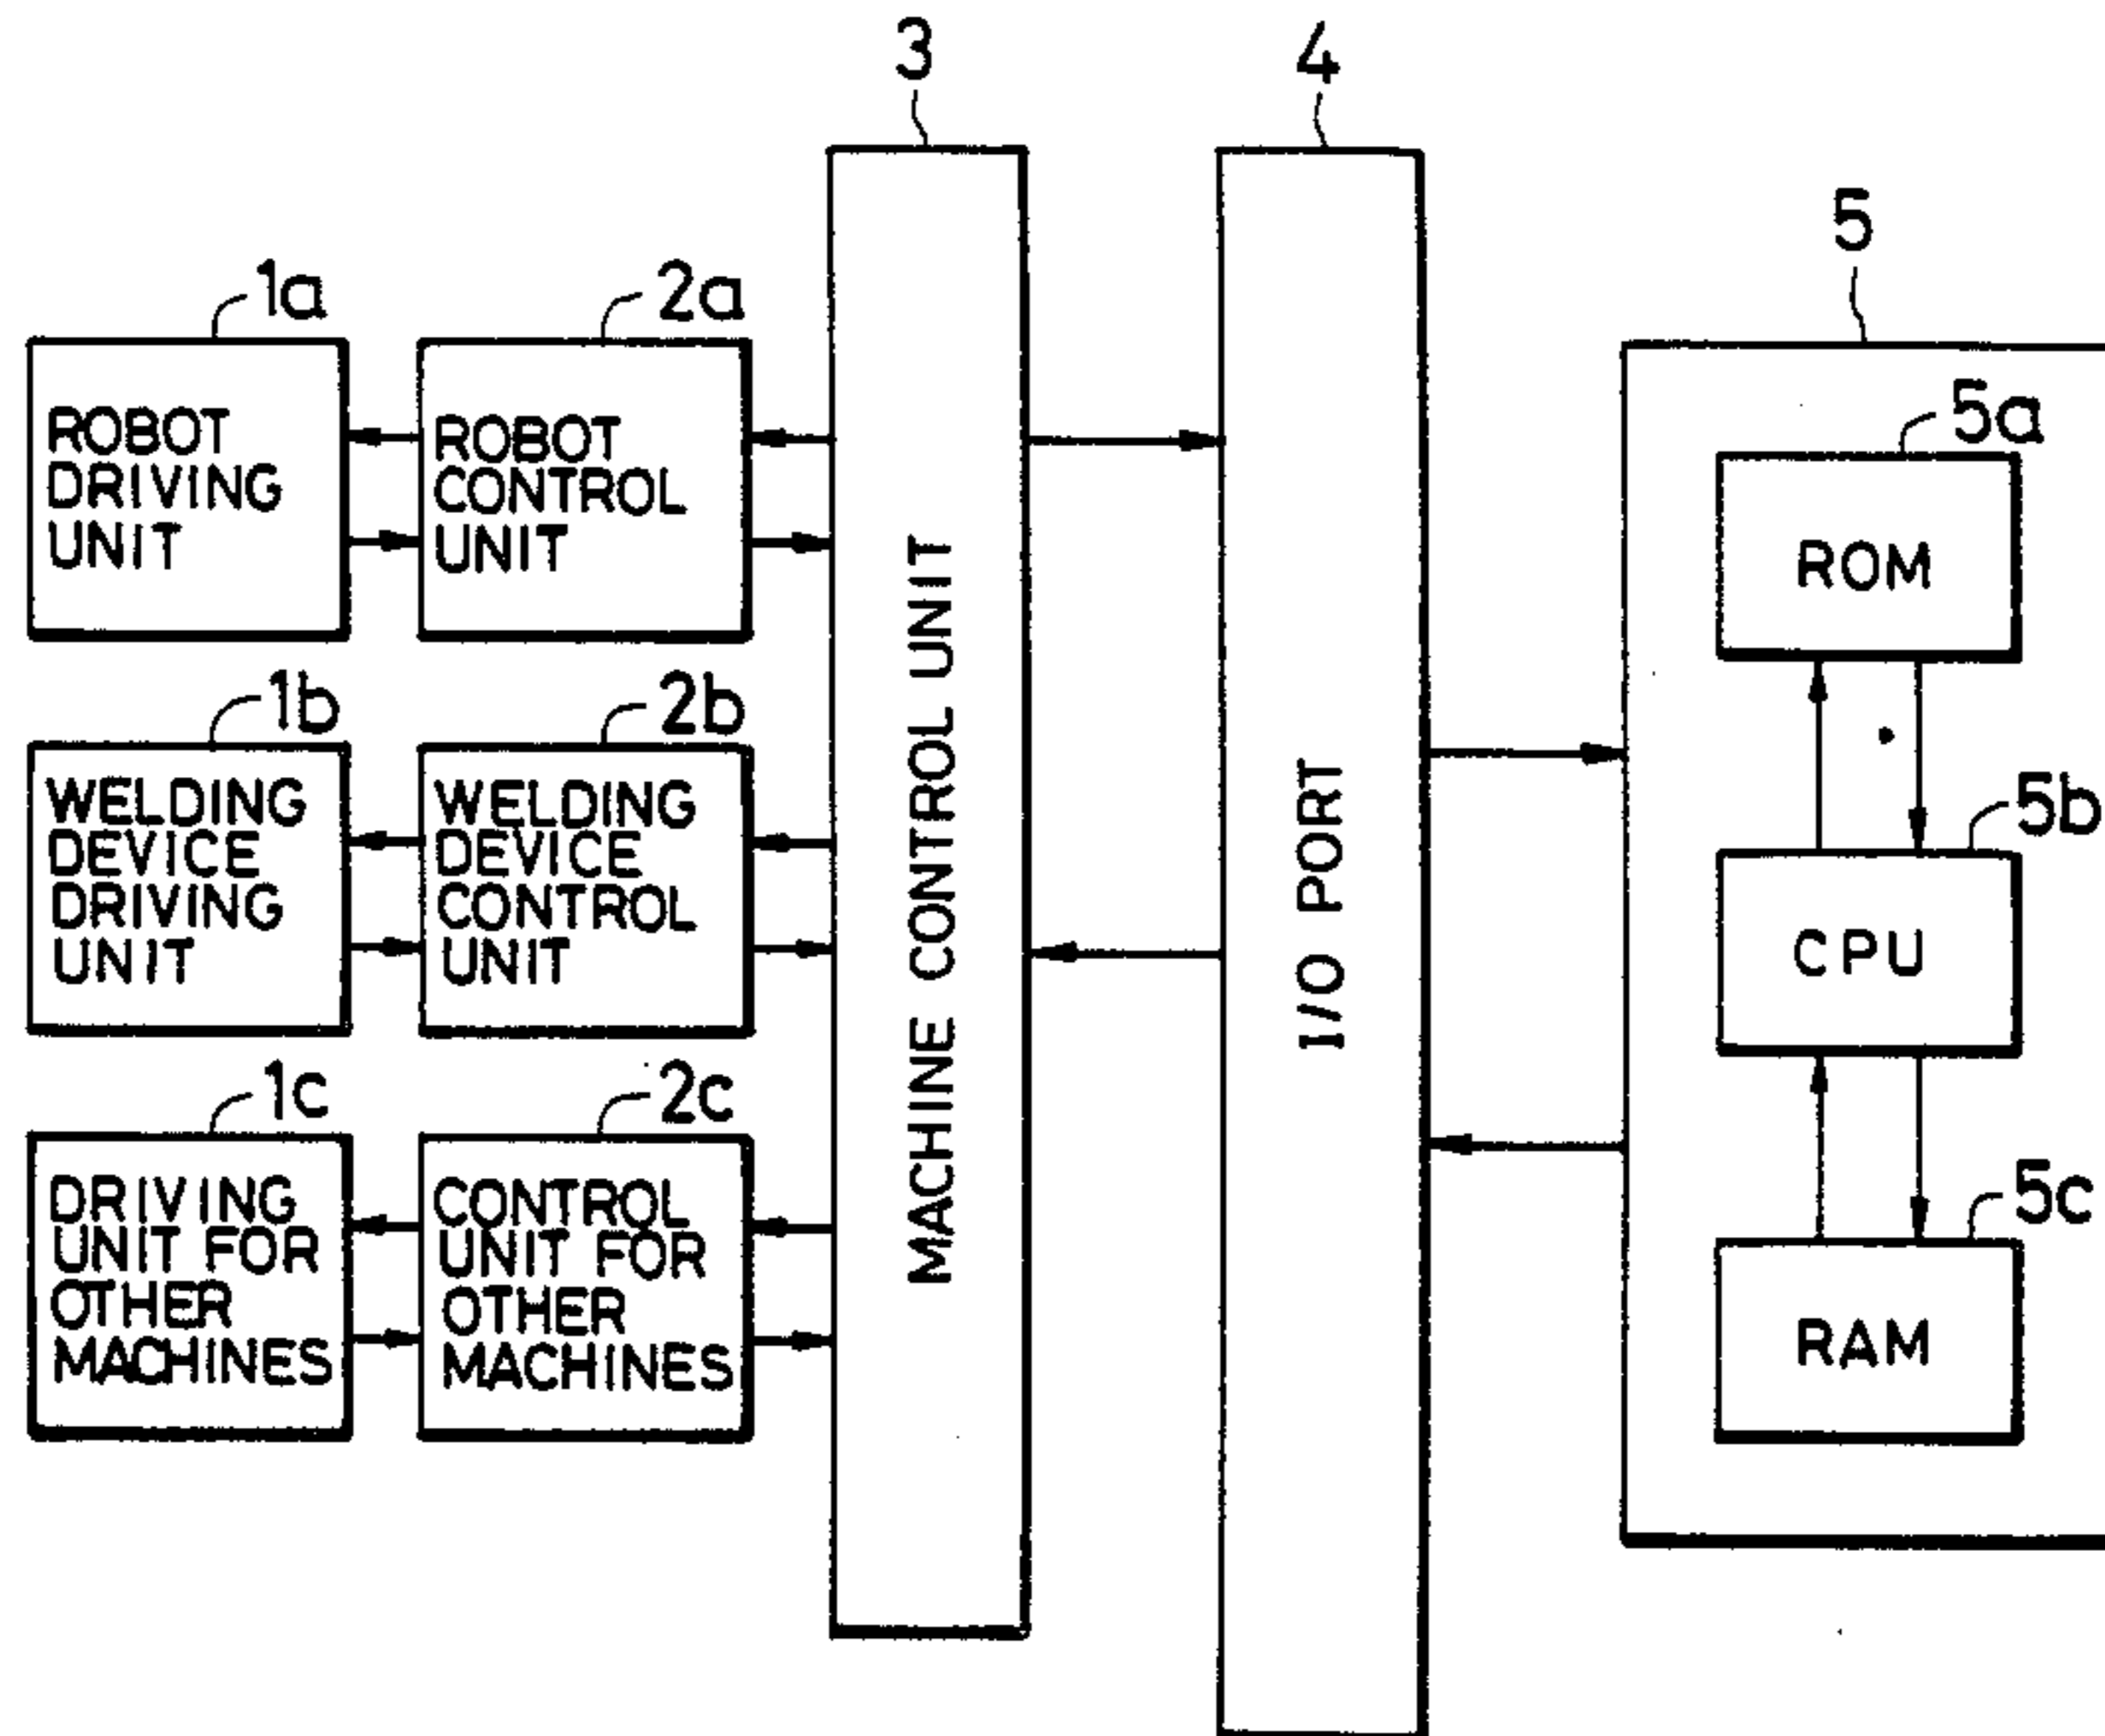 3
4
5
1a
2a
ROBOT
DRIVING
UNIT
ROBOT
CONTROL
UNIT
5a
ROM
1b
2b
WELDING
DEVICE
DRIVING
UNIT
WELDING
DEVICE
CONTROL
UNIT
MACHINE CONTROL UNIT
I/O PORT
5b
CPU
1c
2c
DRIVING
UNIT FOR
OTHER
MACHINES
CONTROL
UNIT FOR
OTHER
MACHINES
5c
RAM